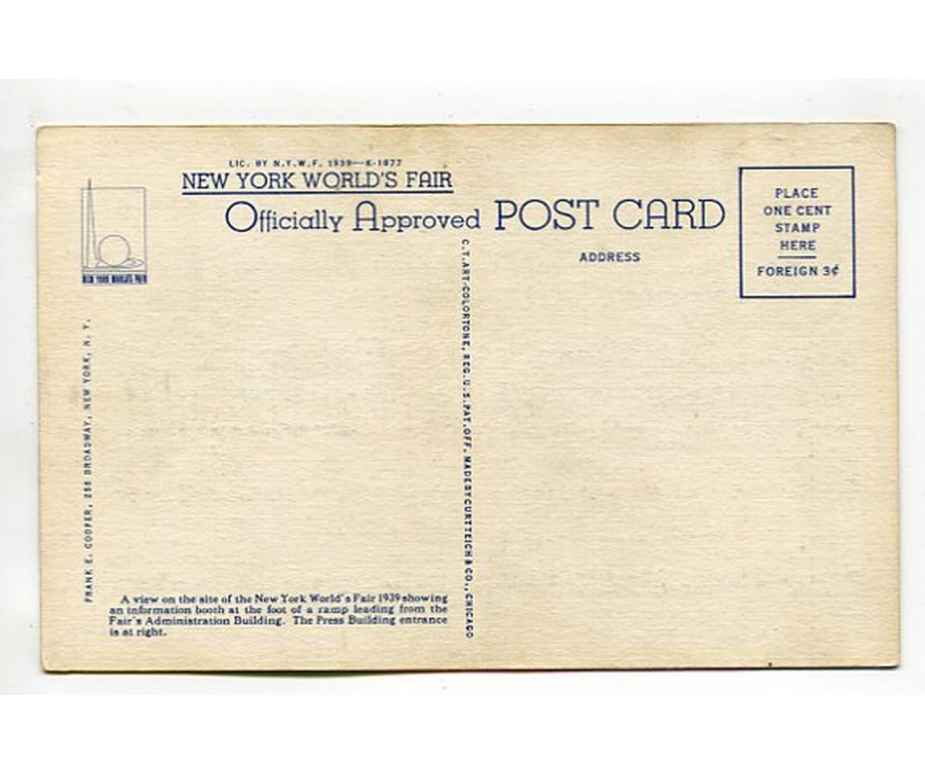 LIC. BY N.Y.W.F. 1939—K-1077
NEW YORK WORLD'S FAIR
Officially Approved POST CARD
ADDRESS
PLACE
ONE CENT
STAMP
HERE
FOREIGN 3¢
NEW YORK WORLD'S FAIR
FRANK E. COOPER, 258 BROADWAY, NEW YORK, N. Y.
C.T. ART-COLORTONE, REG. U.S. PAT. OFF. MADE BY CURT TEICH & CO., CHICAGO
A view on the site of the New York World's Fair 1939 showing
an information booth at the foot of a ramp leading from the
Fair's Administration Building. The Press Building entrance
is at right.